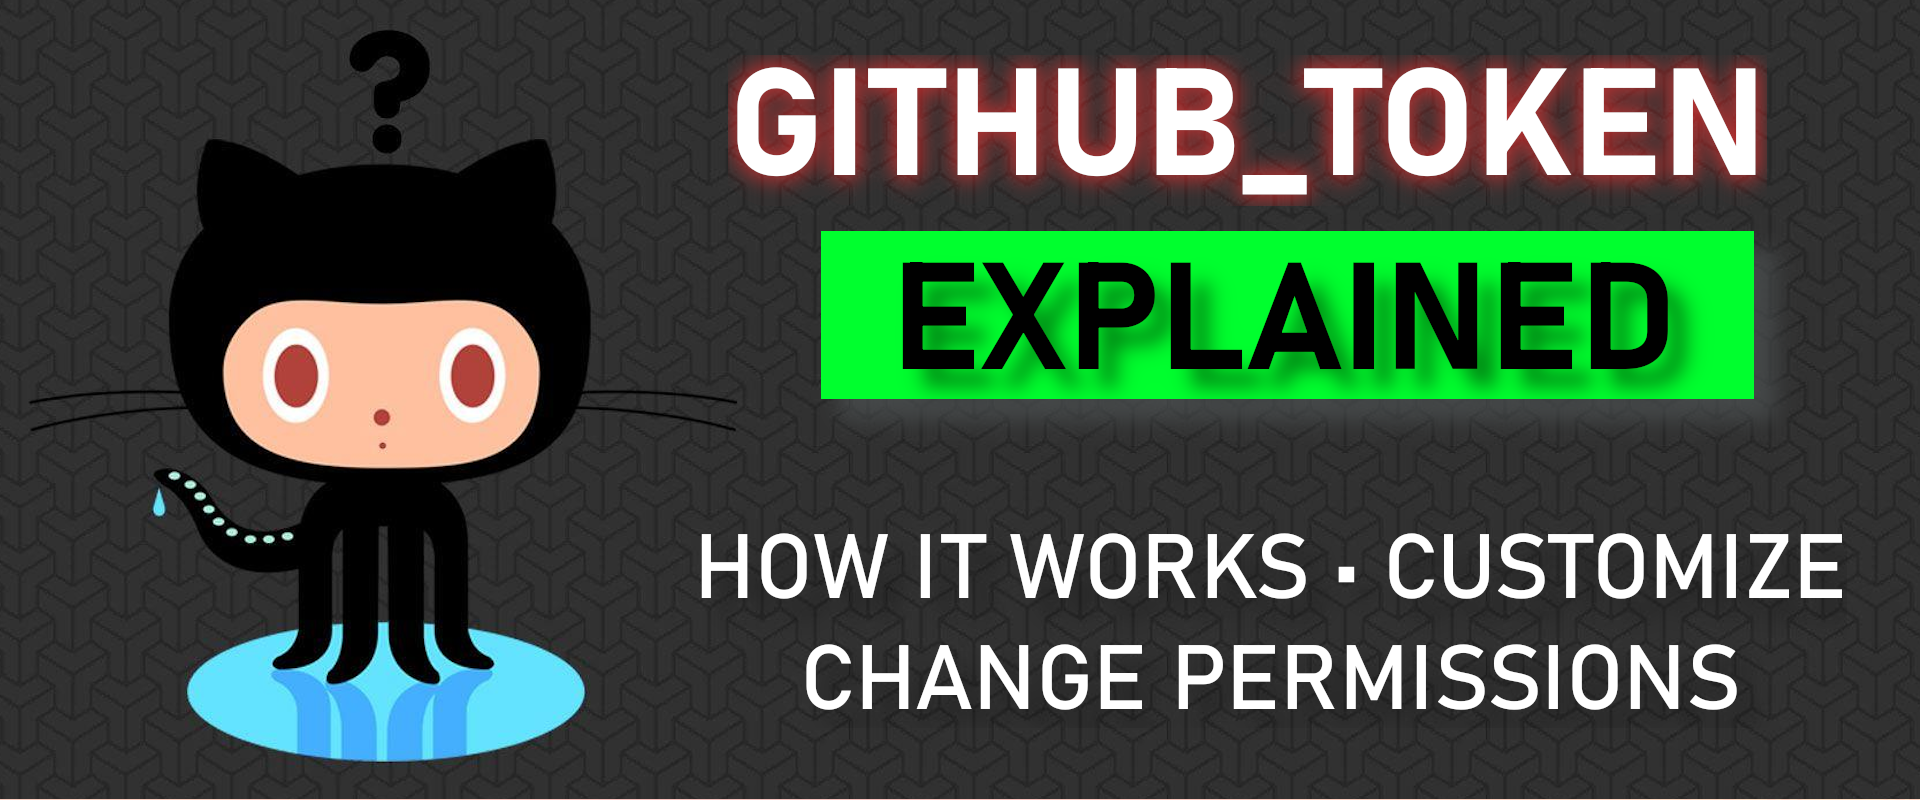 ?
GITHUB_TOKEN
EXPLAINED
HOW IT WORKS · CUSTOMIZE
CHANGE PERMISSIONS